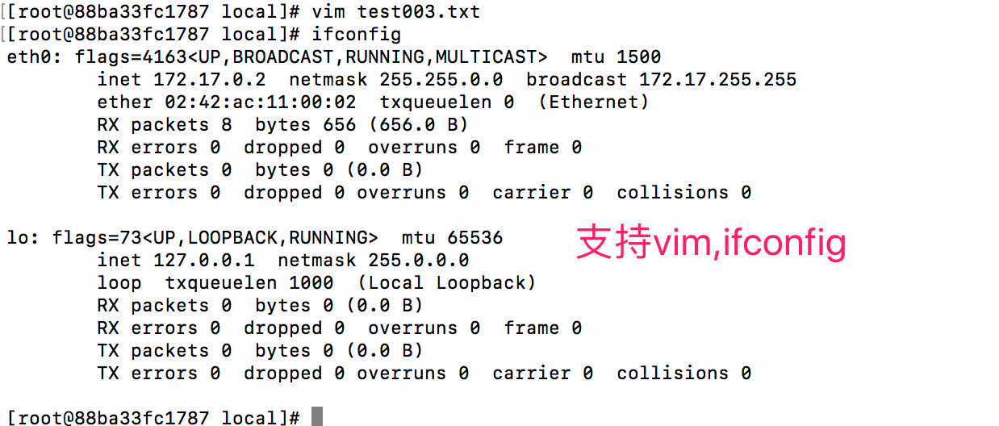 [[root@88ba33fc1787 local]# vim test003.txt
[[root@88ba33fc1787 local]# ifconfig
eth0: flags=4163<UP,BROADCAST,RUNNING,MULTICAST>  mtu 1500
        inet 172.17.0.2  netmask 255.255.0.0  broadcast 172.17.255.255
        ether 02:42:ac:11:00:02  txqueuelen 0  (Ethernet)
        RX packets 8  bytes 656 (656.0 B)
        RX errors 0  dropped 0  overruns 0  frame 0
        TX packets 0  bytes 0 (0.0 B)
        TX errors 0  dropped 0 overruns 0  carrier 0  collisions 0
lo: flags=73<UP,LOOPBACK,RUNNING>  mtu 65536
支持vim,ifconfig
        inet 127.0.0.1  netmask 255.0.0.0
        loop  txqueuelen 1000  (Local Loopback)
        RX packets 0  bytes 0 (0.0 B)
        RX errors 0  dropped 0  overruns 0  frame 0
        TX packets 0  bytes 0 (0.0 B)
        TX errors 0  dropped 0 overruns 0  carrier 0  collisions 0
[root@88ba33fc1787 local]#